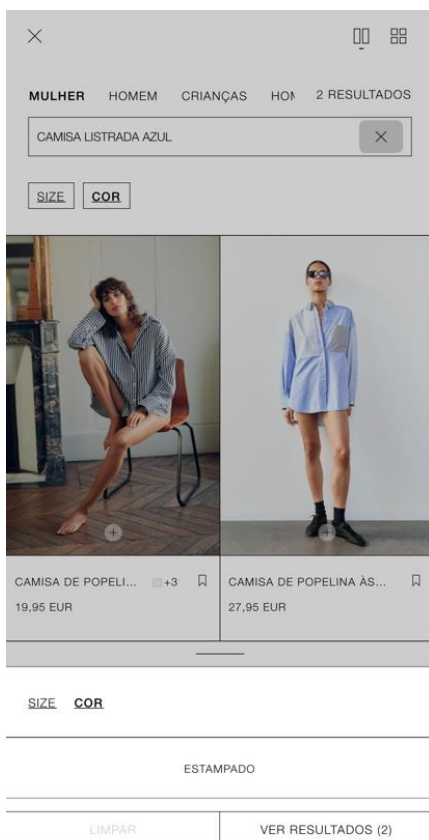 MULHER HOMEM CRIANÇAS HOM 2 RESULTADOS
CAMISA LISTRADA AZUL
SIZE COR
CAMISA DE POPELI... +3 CAMISA DE POPELINA ÀS...
19,95 EUR 27,95 EUR
SIZE COR
ESTAMPADO
LIMPAR VER RESULTADOS (2)